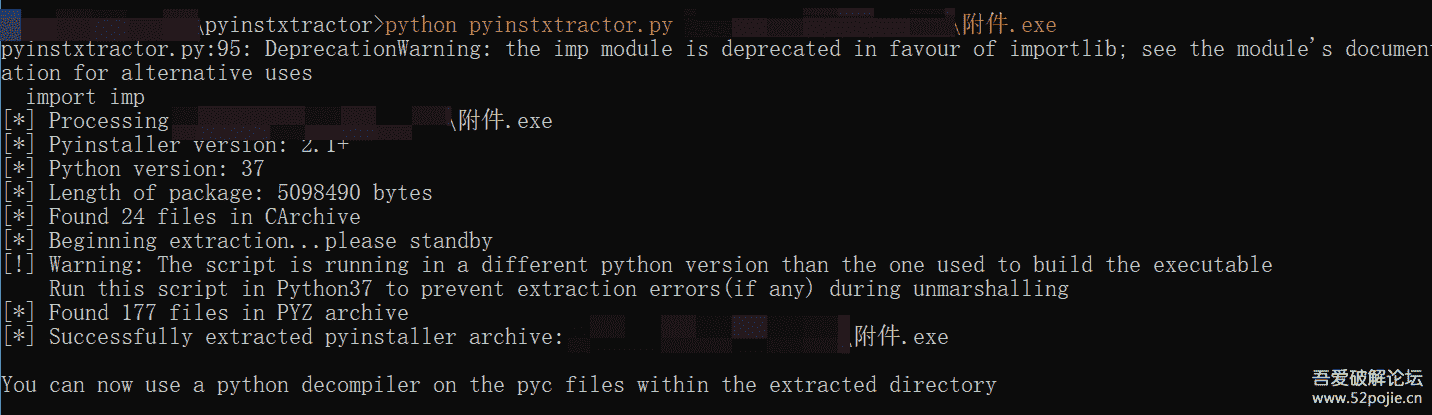 \pyinstxtractor>python pyinstxtractor.py \附件.exe
pyinstxtractor.py:95: DeprecationWarning: the imp module is deprecated in favour of importlib; see the module's document
ation for alternative uses
  import imp
[*] Processing \附件.exe
[*] Pyinstaller version: 2.1+
[*] Python version: 37
[*] Length of package: 5098490 bytes
[*] Found 24 files in CArchive
[*] Beginning extraction...please standby
[!] Warning: The script is running in a different python version than the one used to build the executable
    Run this script in Python37 to prevent extraction errors(if any) during unmarshalling
[*] Found 177 files in PYZ archive
[*] Successfully extracted pyinstaller archive: \附件.exe
You can now use a python decompiler on the pyc files within the extracted directory
吾爱破解论坛
www.52pojie.cn